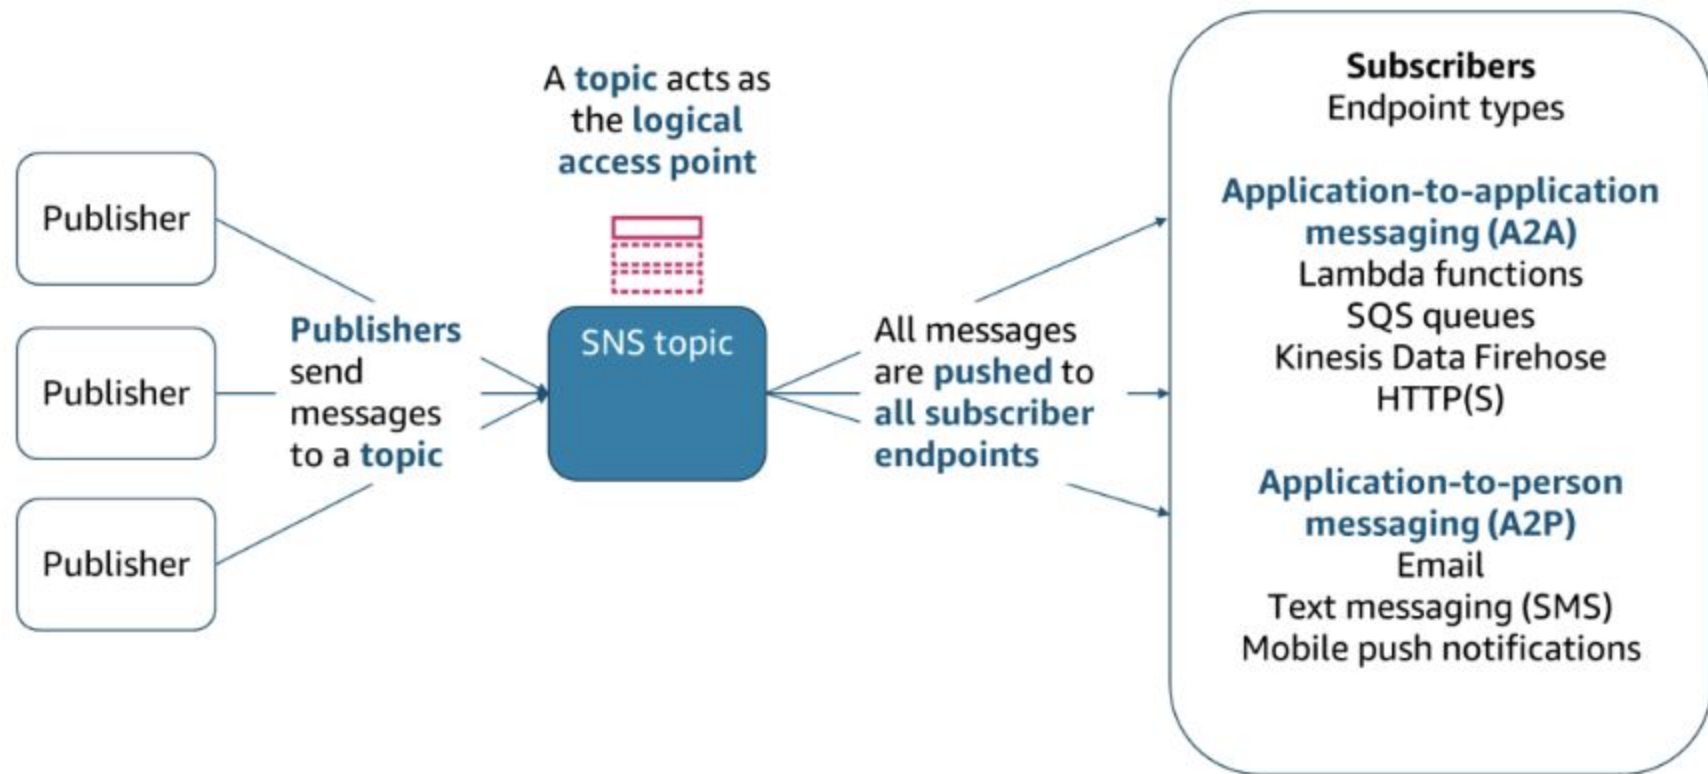 A topic acts as
the logical
access point
Publisher
Publisher
Publisher
Publishers
send
messages
to a topic
SNS topic
All messages
are pushed to
all subscriber
endpoints
Subscribers
Endpoint types
Application-to-application
messaging (A2A)
Lambda functions
SQS queues
Kinesis Data Firehose
HTTP(S)
Application-to-person
messaging (A2P)
Email
Text messaging (SMS)
Mobile push notifications